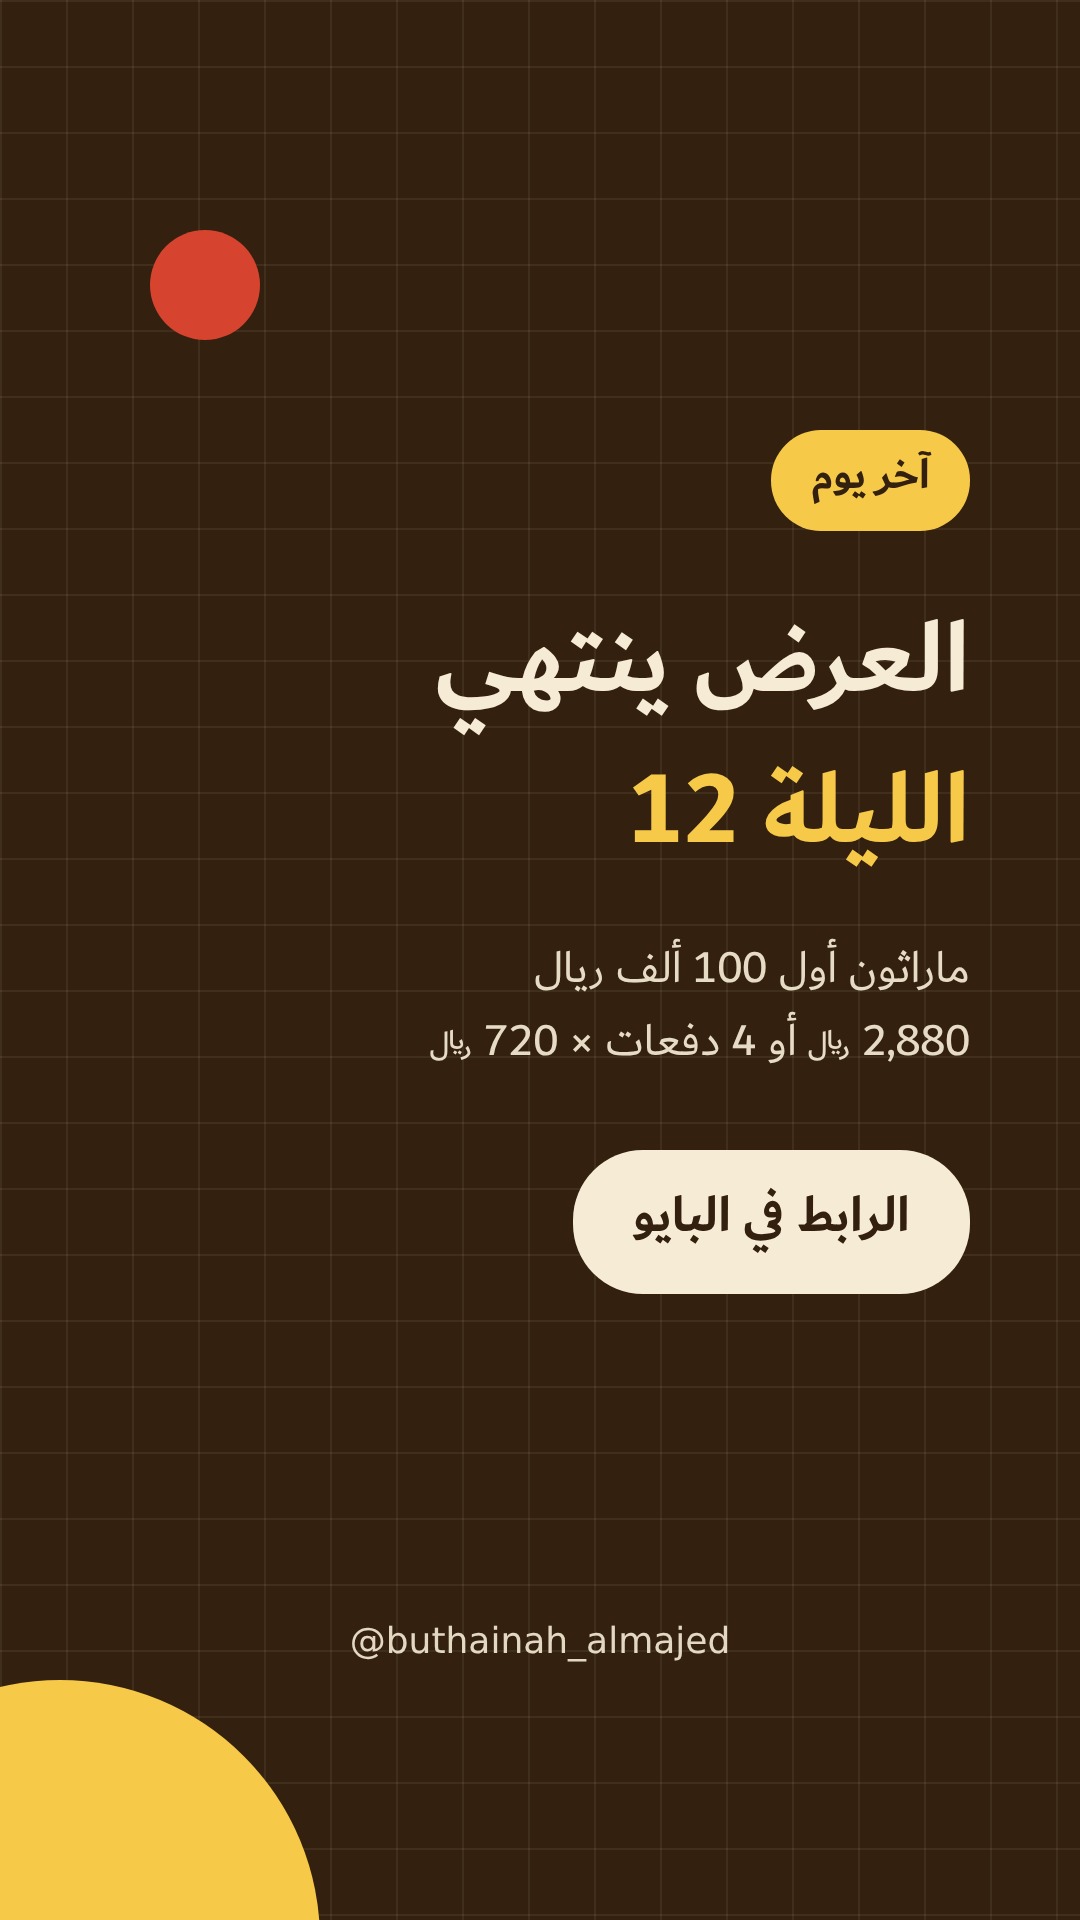 آخر يوم
العرض ينتهي
الليلة 12
ماراثون أول 100 ألف ريال
2,880 ﷼ أو 4 دفعات × 720 ﷼
الرابط في البايو
@buthainah_almajed